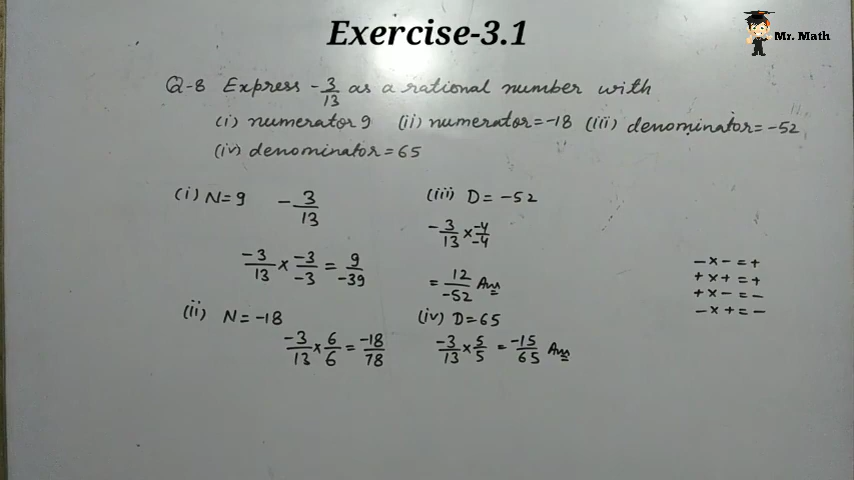 Exercise-3.1
Mr. Math
Q-8 Express -3/13 as a rational number with
(i) numerator 9 (ii) numerator = -18 (iii) denominator = -52
(iv) denominator = 65
(i) N = 9 -3/13
-3/13 × -3/-3 = 9/-39
(ii) N = -18
-3/13 × 6/6 = -18/78
(iii) D = -52
-3/13 × -4/-4
= 12/-52 Ans
(iv) D = 65
-3/13 × 5/5 = -15/65 Ans
- × - = +
+ × + = +
+ × - = -
- × + = -